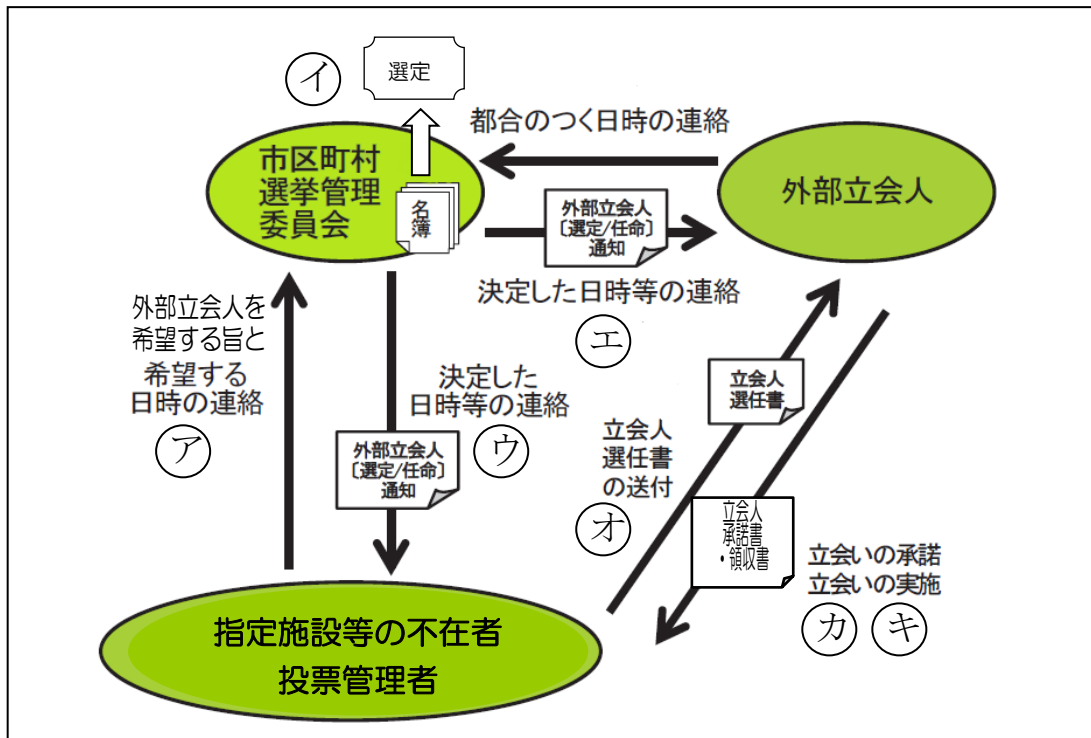 イ
選定
市区町村
選挙管理
委員会
名簿
都合のつく日時の連絡
外部立会人
〔選定/任命〕
通知
決定した日時等の連絡
エ
外部立会人
外部立会人を
希望する旨と
希望する
日時の連絡
ア
決定した
日時等の連絡
ウ
外部立会人
〔選定/任命〕
通知
立会人
選任書
の送付
オ
立会人
選任書
立会人
承諾書
・領収書
立会いの承諾
立会いの実施
カ キ
指定施設等の不在者
投票管理者